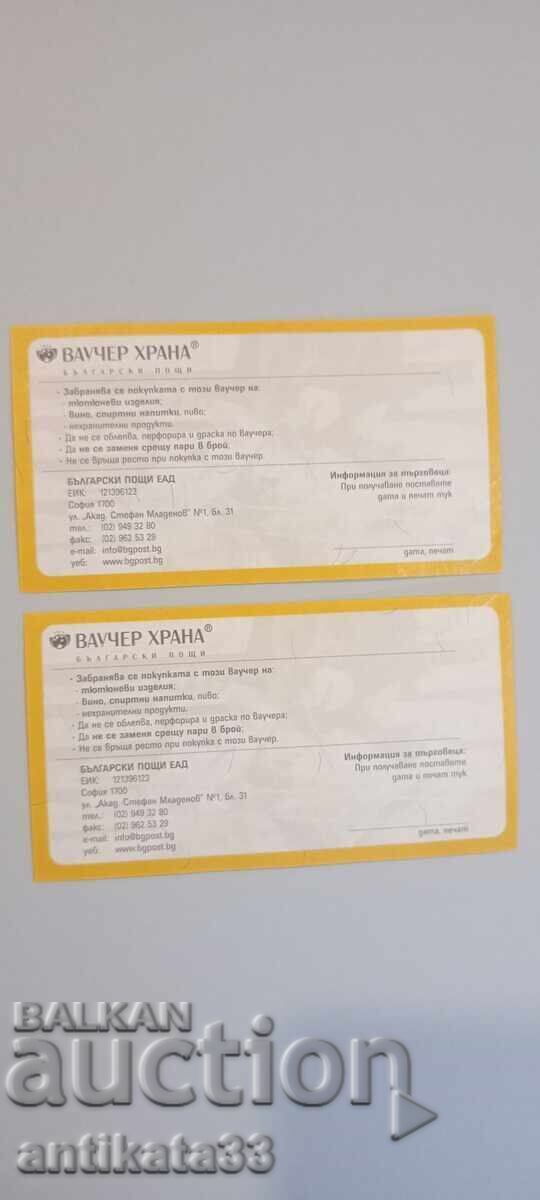 ВАУЧЕР ХРАНА®
БЪЛГАРСКИ ПОЩИ
- Забранява се покупката с този ваучер на:
- тютюневи изделия;
- вино, спиртни напитки, пиво;
- нехранителни продукти.
- Да не се облепва, перфорира и драска по ваучера;
- Да не се заменя срещу пари в брой;
- Не се връща ресто при покупка с този ваучер.
БЪЛГАРСКИ ПОЩИ ЕАД
ЕИК: 121396123
София 1700
ул. „Акад. Стефан Младенов" №1, бл. 31
тел.: (02) 949 32 80
факс: (02) 962 53 29
e-mail: info@bgpost.bg
уеб: www.bgpost.bg
Информация за търговеца:
При получаване поставете
дата и печат тук
дата, печат
ВАУЧЕР ХРАНА®
БЪЛГАРСКИ ПОЩИ
- Забранява се покупката с този ваучер на:
- тютюневи изделия;
- вино, спиртни напитки, пиво;
- нехранителни продукти.
- Да не се облепва, перфорира и драска по ваучера;
- Да не се заменя срещу пари в брой;
- Не се връща ресто при покупка с този ваучер.
БЪЛГАРСКИ ПОЩИ ЕАД
ЕИК: 121396123
София 1700
ул. „Акад. Стефан Младенов" №1, бл. 31
тел.: (02) 949 32 80
факс: (02) 962 53 29
e-mail: info@bgpost.bg
уеб: www.bgpost.bg
Информация за търговеца:
При получаване поставете
дата и печат тук
дата, печат
BALKAN
auction
antikata33